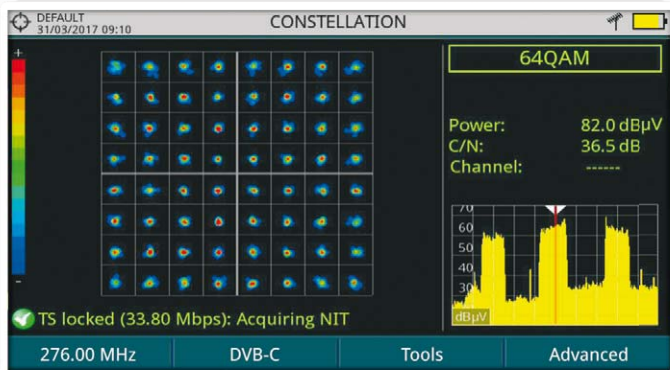 DEFAULT
31/03/2017 09:10
CONSTELLATION
+
-
64QAM
Power: 82.0 dBµV
C/N: 36.5 dB
Channel: ------
70
60
50
40
30
dBµV
TS locked (33.80 Mbps): Acquiring NIT
276.00 MHz
DVB-C
Tools
Advanced